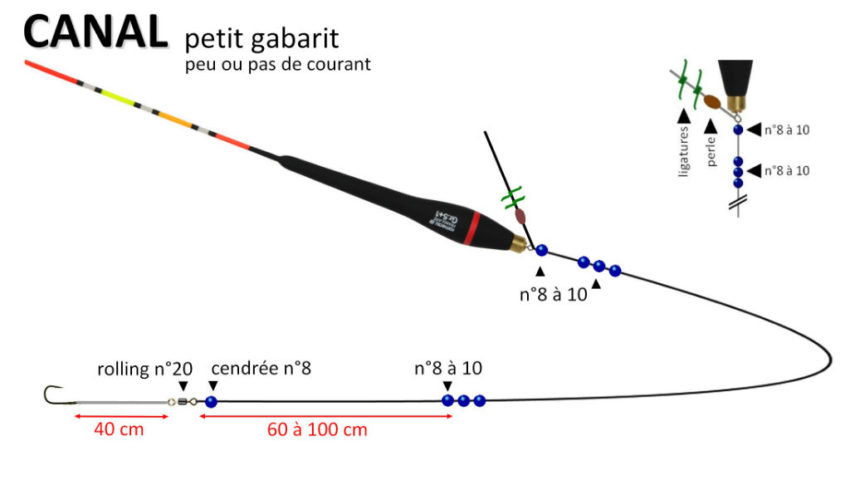 CANAL petit gabarit
peu ou pas de courant
ligatures
perle
n°8 à 10
n°8 à 10
n°8 à 10
rolling n°20
cendrée n°8
n°8 à 10
40 cm
60 à 100 cm